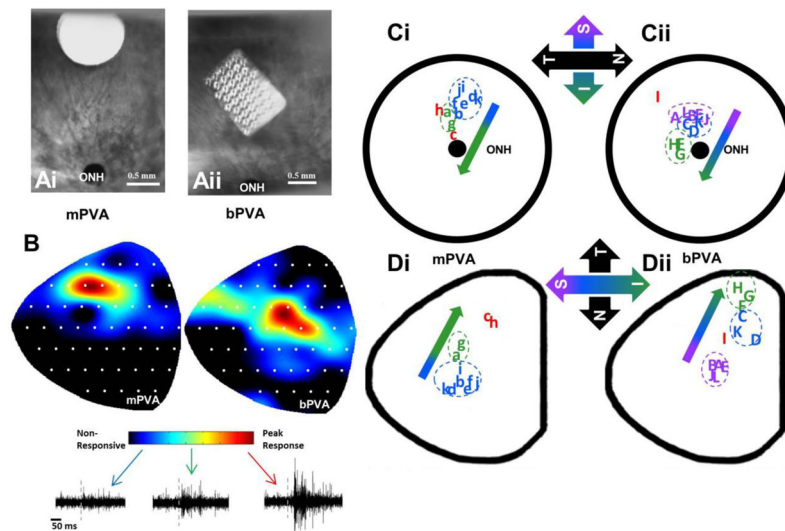 Ai
ONH
0.5 mm
mPVA
Aii
ONH
0.5 mm
bPVA
B
mPVA
bPVA
Non-
Responsive
Peak
Response
50 ms
Ci
S
T
N
I
j i
f
d k
e
h a
b
g
c
ONH
mPVA
Cii
I
A
J
C
K
D
H
F
G
ONH
bPVA
Di
T
S
I
N
c
h
g
a
i
k d b e f j
Dii
H
G
F
C
K
D
I